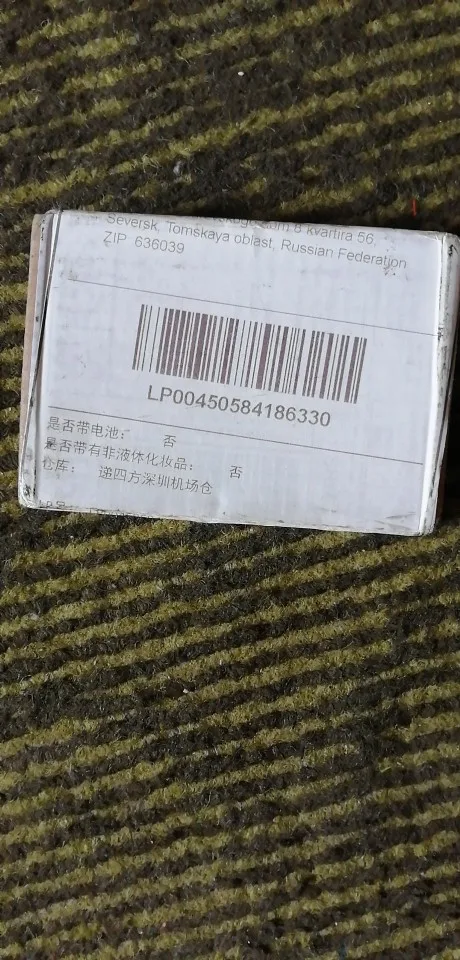 8 kvartira 56,
Seversk, Tomskaya oblast, Russian Federation
ZIP 636039
LP00450584186330
是否带电池： 否
是否带有非液体化妆品： 否
仓库： 递四方深圳机场仓